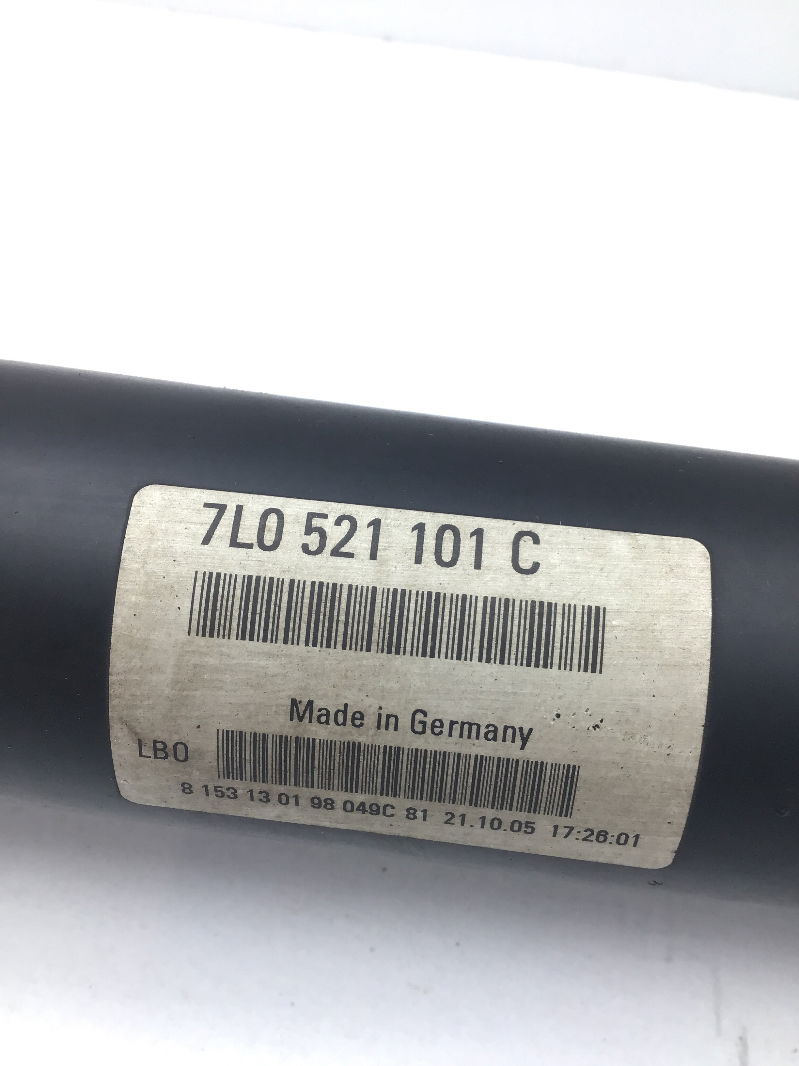 7L0 521 101 C
Made in Germany
LBO
8 153 13 01 98 049C 81 21.10.05 17:26:01